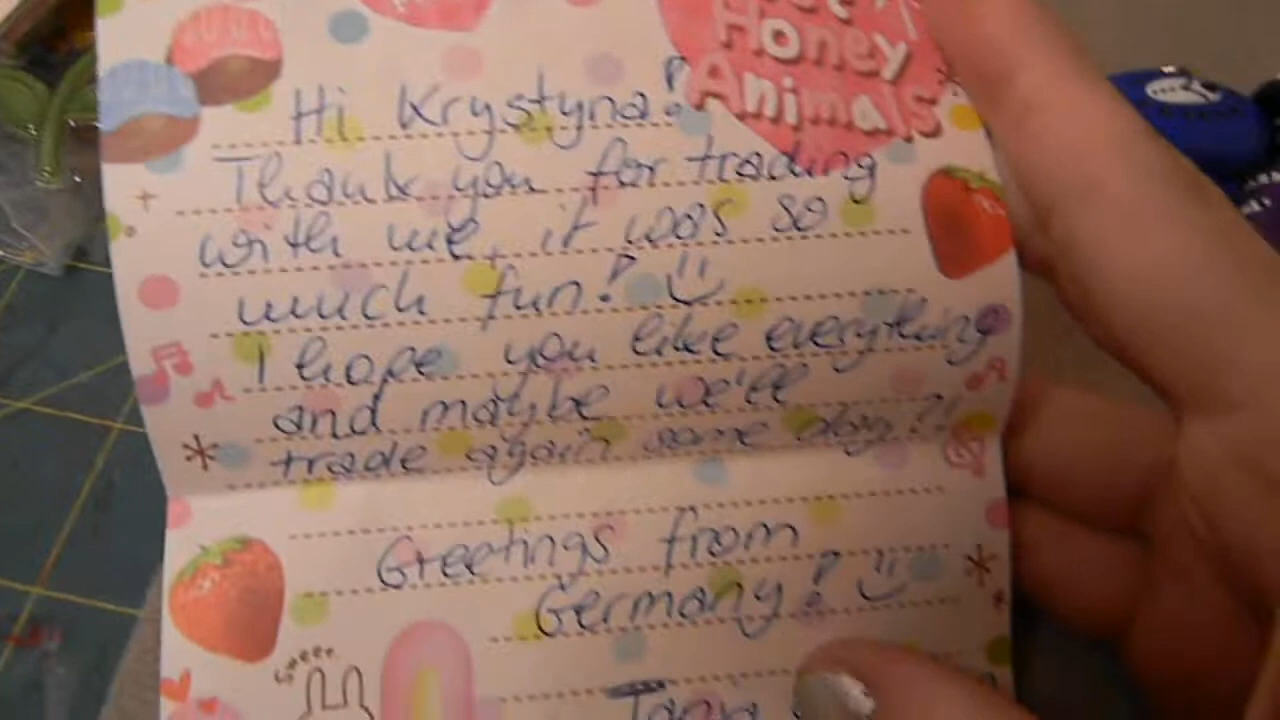 Honey
Animals
Hi Krystyna!
Thank you for trading
with me, it was so
much fun! :)
I hope you like everything
and maybe we'll
trade again some day?!
Greetings from
Germany! :)
Sweet